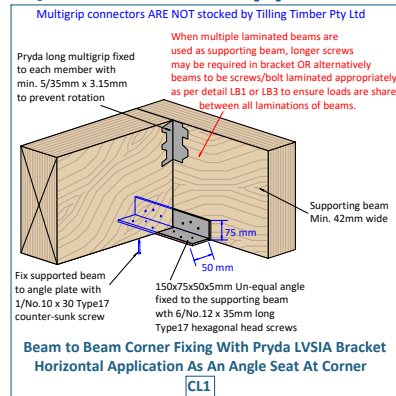 Multigrip connectors ARE NOT stocked by Tilling Timber Pty Ltd
When multiple laminated beams are
used as supporting beam, longer screws
may be required in bracket OR alternatively
beams to be screws/bolt laminated appropriately
as per detail LB1 or LB3 to ensure loads are share
between all laminations of beams.
Pryda long multigrip fixed
to each member with
min. 5/35mm x 3.15mm
to prevent rotation
Supporting beam
Min. 42mm wide
75 mm
50 mm
Fix supported beam
to angle plate with
1/No.10 x 30 Type17
counter-sunk screw
150x75x50x5mm Un-equal angle
fixed to the supporting beam
wth 6/No.12 x 35mm long
Type17 hexagonal head screws
Beam to Beam Corner Fixing With Pryda LVSIA Bracket
Horizontal Application As An Angle Seat At Corner
CL1